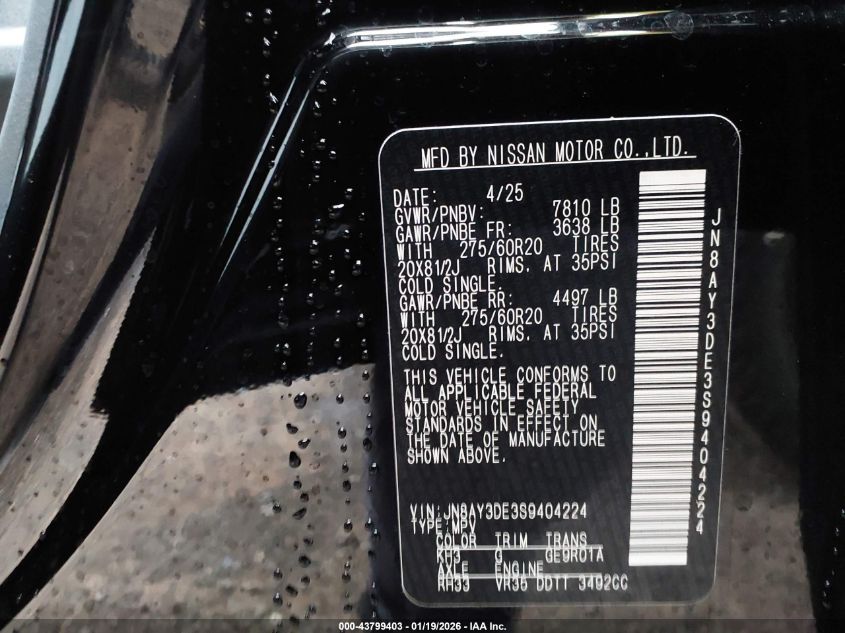 MFD BY NISSAN MOTOR CO.,LTD.
DATE: 4/25
GVWR/PNBV: 7810 LB
GAWR/PNBE FR: 3638 LB
WITH 275/60R20 TIRES
20X81/2J RIMS. AT 35PSI
COLD SINGLE.
GAWR/PNBE RR: 4497 LB
WITH 275/60R20 TIRES
20X81/2J RIMS. AT 35PSI
COLD SINGLE.
THIS VEHICLE CONFORMS TO
ALL APPLICABLE FEDERAL
MOTOR VEHICLE SAFETY
STANDARDS IN EFFECT ON
THE DATE OF MANUFACTURE
SHOWN ABOVE.
VIN:JN8AY3DE3S9404224
TYPE:MPV
COLOR TRIM TRANS
KH3 G GE9R01A
AXLE ENGINE
RH33 VR35 DDTT 3492CC
JN8AY3DE3S9404224
000-43799403 - 01/19/2026 - IAA Inc.